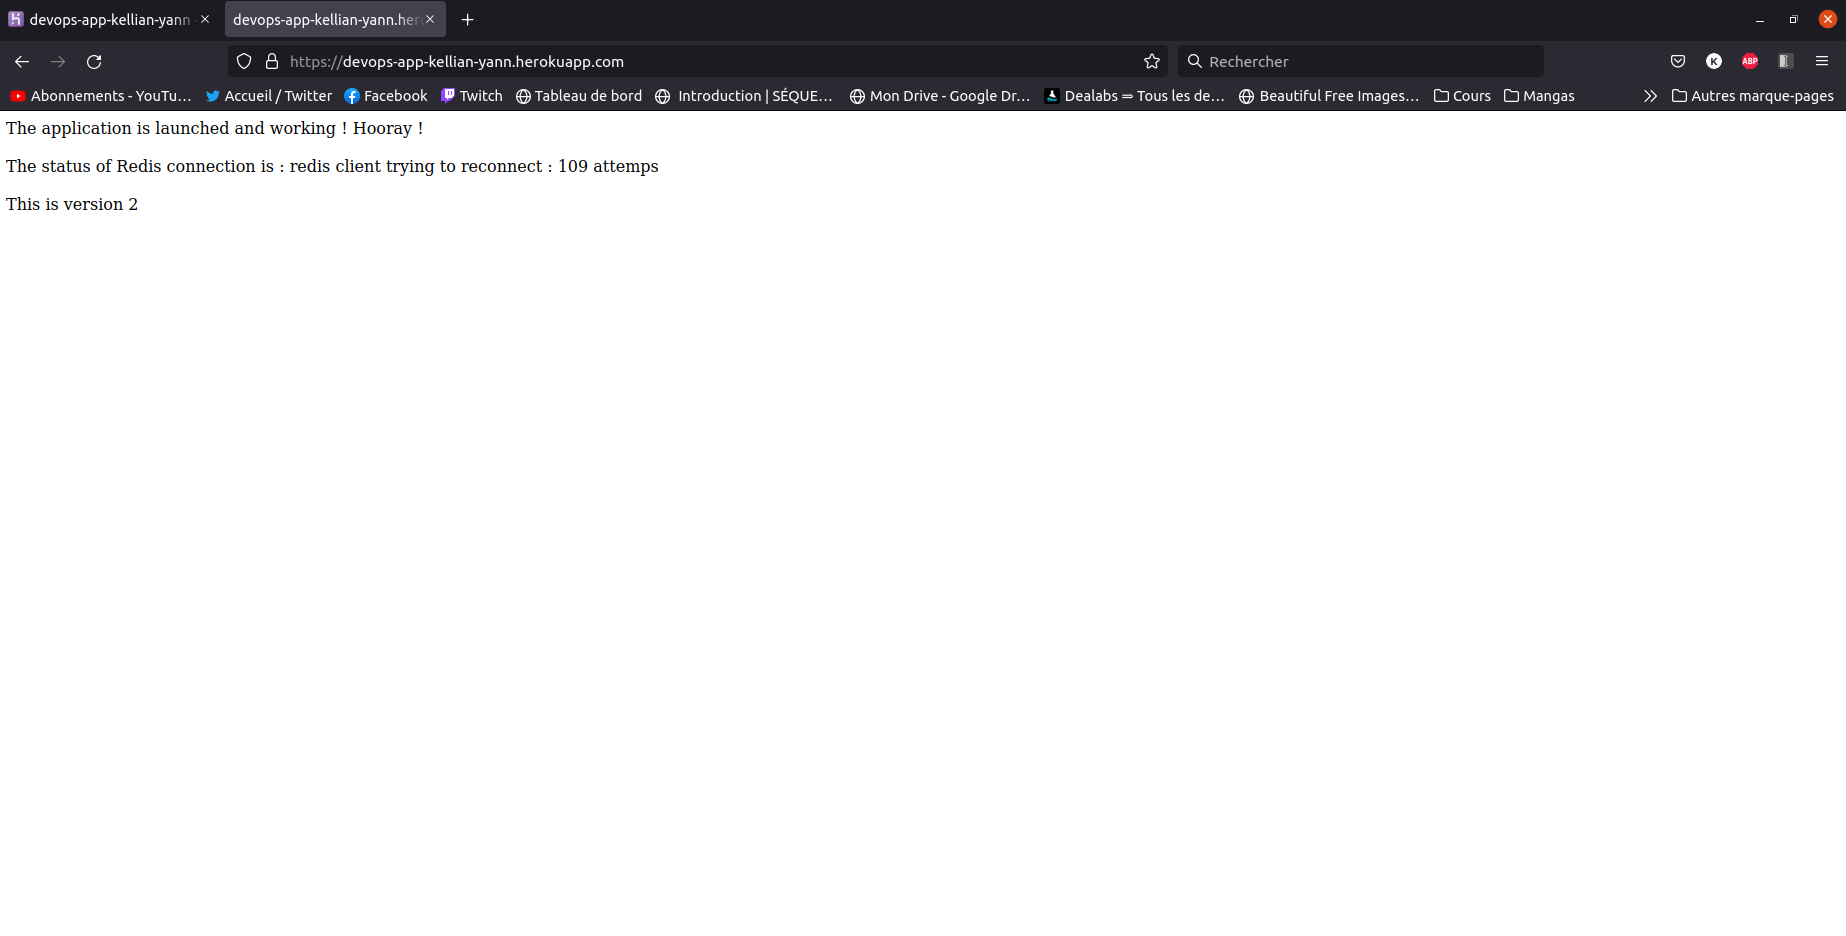 devops-app-kellian-yann
devops-app-kellian-yann.her
https://devops-app-kellian-yann.herokuapp.com
Rechercher
K
ABP
Abonnements - YouTu… Accueil / Twitter Facebook Twitch Tableau de bord Introduction | SÉQUE… Mon Drive - Google Dr… Dealabs ⇒ Tous les de… Beautiful Free Images… Cours Mangas Autres marque-pages
The application is launched and working ! Hooray !
The status of Redis connection is : redis client trying to reconnect : 109 attemps
This is version 2